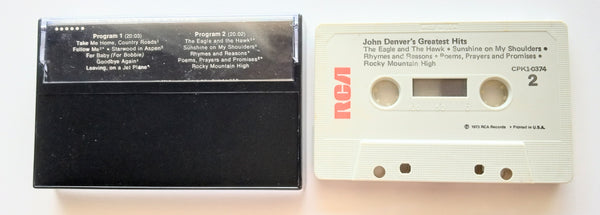 Program 1 (20:03)
Take Me Home, Country Roads†
Follow Me** • Starwood in Aspen†
For Baby (For Bobbie)
Goodbye Again†
Leaving, on a Jet Plane*
Program 2 (20:02)
The Eagle and The Hawk**
Sunshine on My Shoulders*
Rhymes and Reasons*
Poems, Prayers and Promises**
Rocky Mountain High
RCA
John Denver's Greatest Hits
The Eagle and The Hawk • Sunshine on My Shoulders •
Rhymes and Reasons • Poems, Prayers and Promises •
Rocky Mountain High
CPK1-0374
2
℗ 1973 RCA Records • Printed in U.S.A.